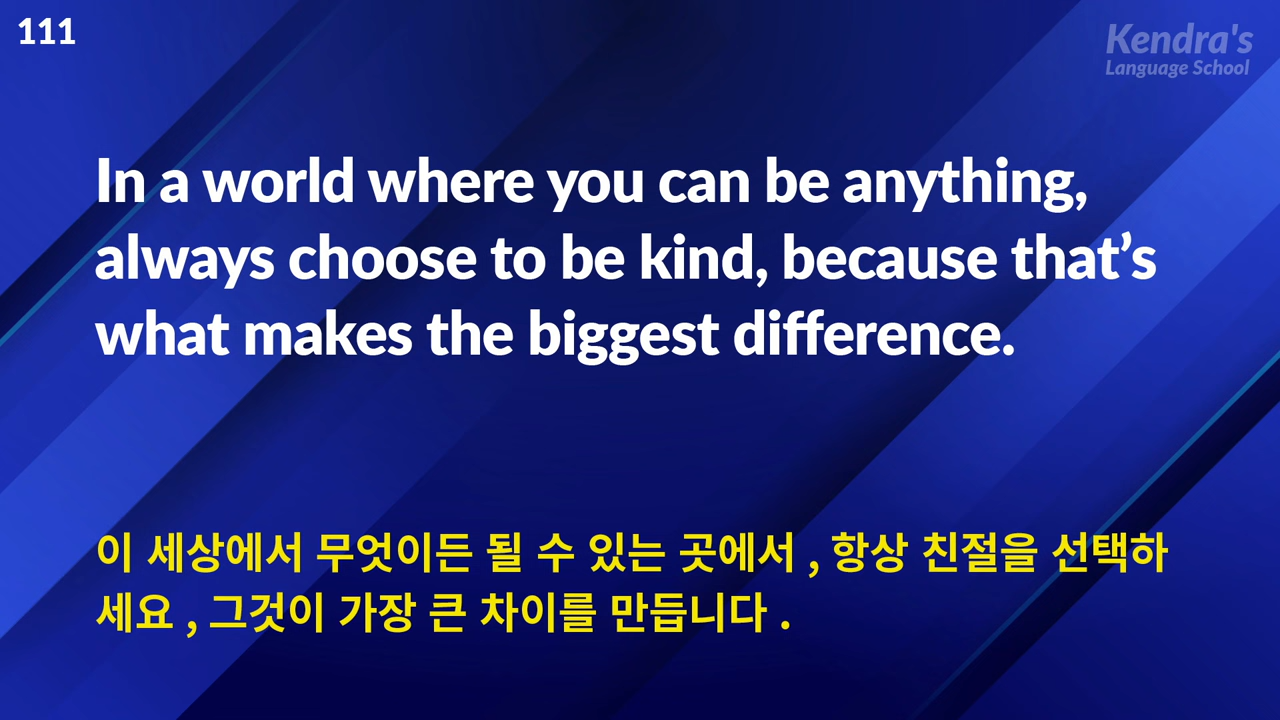 111
Kendra's
Language School
In a world where you can be anything,
always choose to be kind, because that’s
what makes the biggest difference.
이 세상에서 무엇이든 될 수 있는 곳에서 , 항상 친절을 선택하
세요 , 그것이 가장 큰 차이를 만듭니다 .